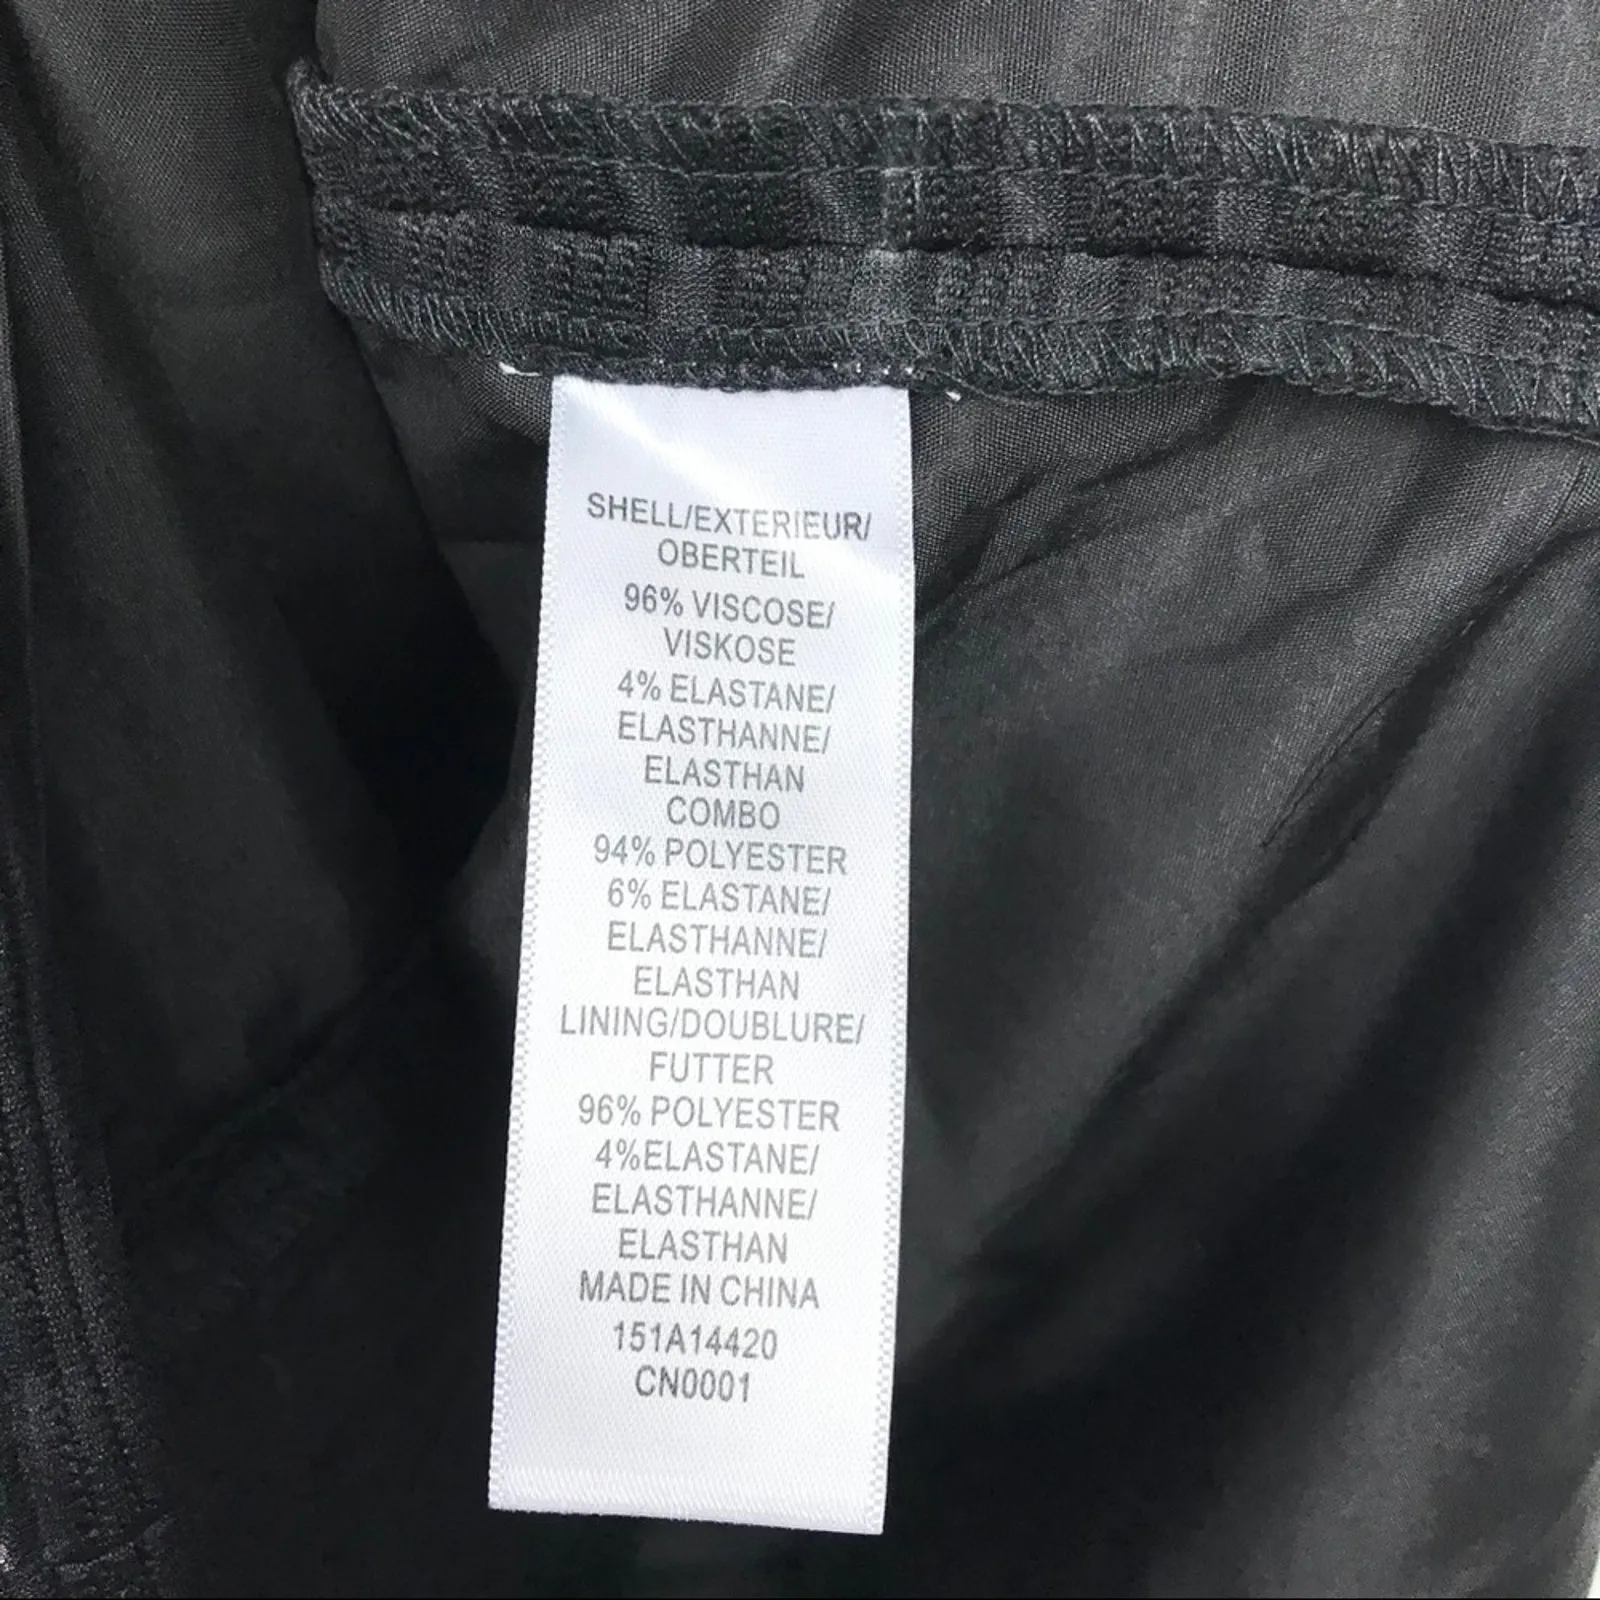 SHELL/EXTERIEUR/
OBERTEIL
96% VISCOSE/
VISKOSE
4% ELASTANE/
ELASTHANNE/
ELASTHAN
COMBO
94% POLYESTER
6% ELASTANE/
ELASTHANNE/
ELASTHAN
LINING/DOUBLURE/
FUTTER
96% POLYESTER
4%ELASTANE/
ELASTHANNE/
ELASTHAN
MADE IN CHINA
151A14420
CN0001